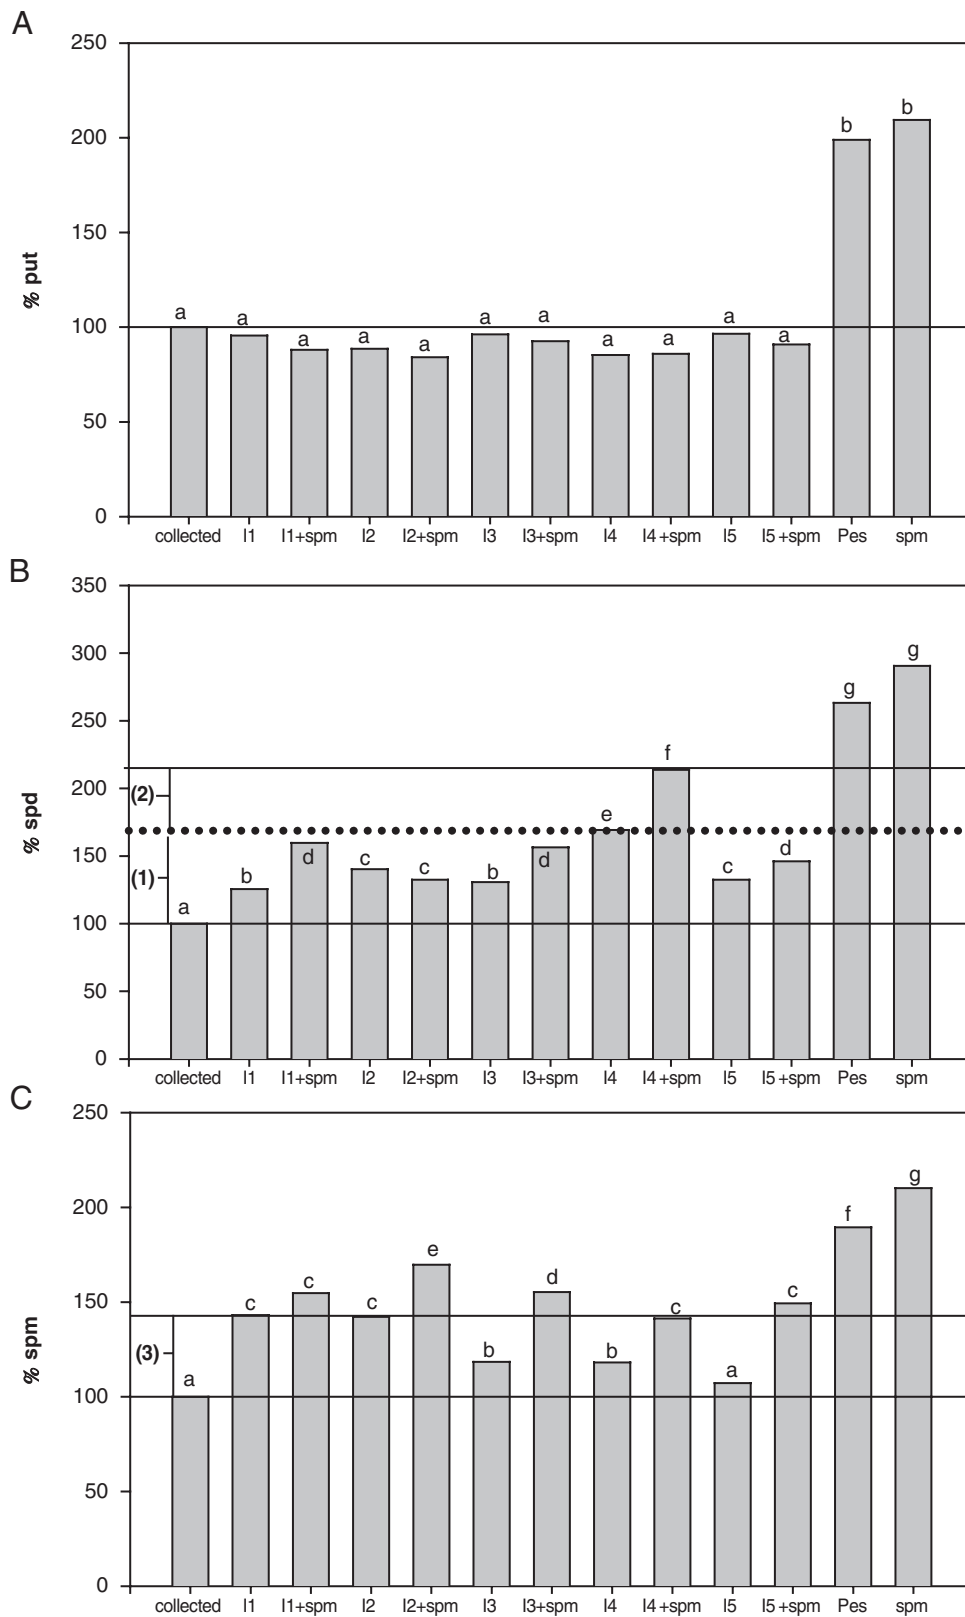 A
250
200
150
100
50
0
% put
a a a a a a a a a a a b b
collected I1 I1+spm I2 I2+spm I3 I3+spm I4 I4+spm I5 I5+spm Pes spm
B
350
300
250
200
150
100
50
0
% spd
(2)
(1)
a b d c c b d e f c d g g
collected I1 I1+spm I2 I2+spm I3 I3+spm I4 I4+spm I5 I5+spm Pes spm
C
250
200
150
100
50
0
% spm
(3)
a c c c e b d b c a c f g
collected I1 I1+spm I2 I2+spm I3 I3+spm I4 I4+spm I5 I5+spm Pes spm